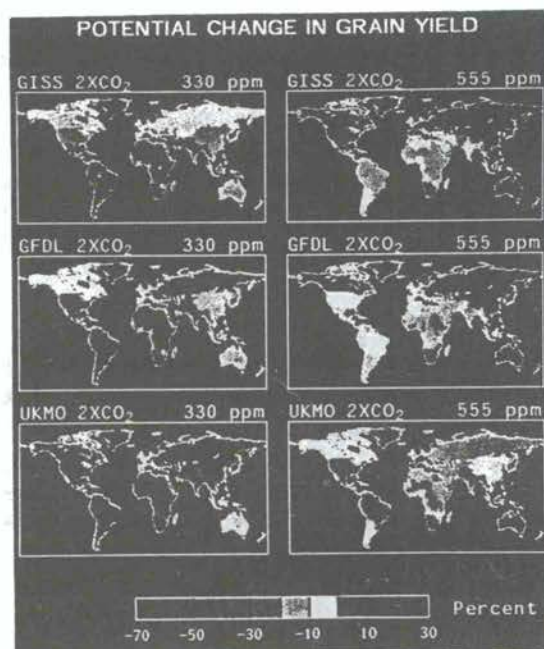 POTENTIAL CHANGE IN GRAIN YIELD
GISS 2XCO₂ 330 ppm
GISS 2XCO₂ 555 ppm
GFDL 2XCO₂ 330 ppm
GFDL 2XCO₂ 555 ppm
UKMO 2XCO₂ 330 ppm
UKMO 2XCO₂ 555 ppm
Percent
-70 -50 -30 -10 10 30